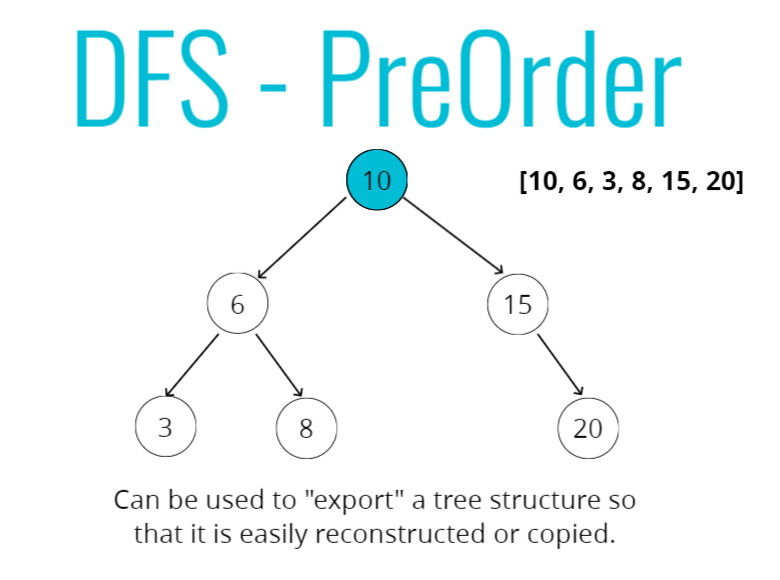 DFS - PreOrder
10
[10, 6, 3, 8, 15, 20]
6
15
3
8
20
Can be used to "export" a tree structure so
that it is easily reconstructed or copied.